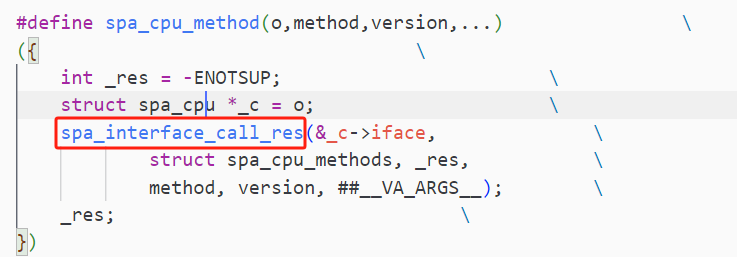 #define spa_cpu_method(o,method,version,...) \
({ \
int _res = -ENOTSUP; \
struct spa_cpu *_c = o; \
spa_interface_call_res(&_c->iface, \
struct spa_cpu_methods, _res, \
method, version, ##__VA_ARGS__); \
_res; \
})